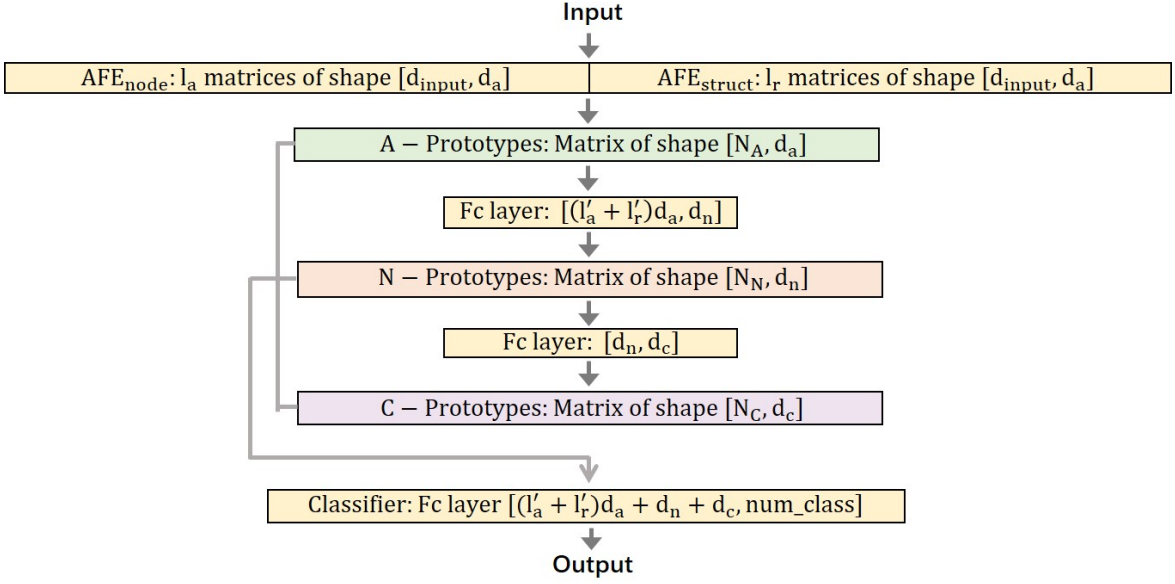 Input
AFE_node: l_a matrices of shape [d_input, d_a] AFE_struct: l_r matrices of shape [d_input, d_a]
A − Prototypes: Matrix of shape [N_A, d_a]
Fc layer: [(l'_a + l'_r)d_a, d_n]
N − Prototypes: Matrix of shape [N_N, d_n]
Fc layer: [d_n, d_c]
C − Prototypes: Matrix of shape [N_C, d_c]
Classifier: Fc layer [(l'_a + l'_r)d_a + d_n + d_c, num_class]
Output